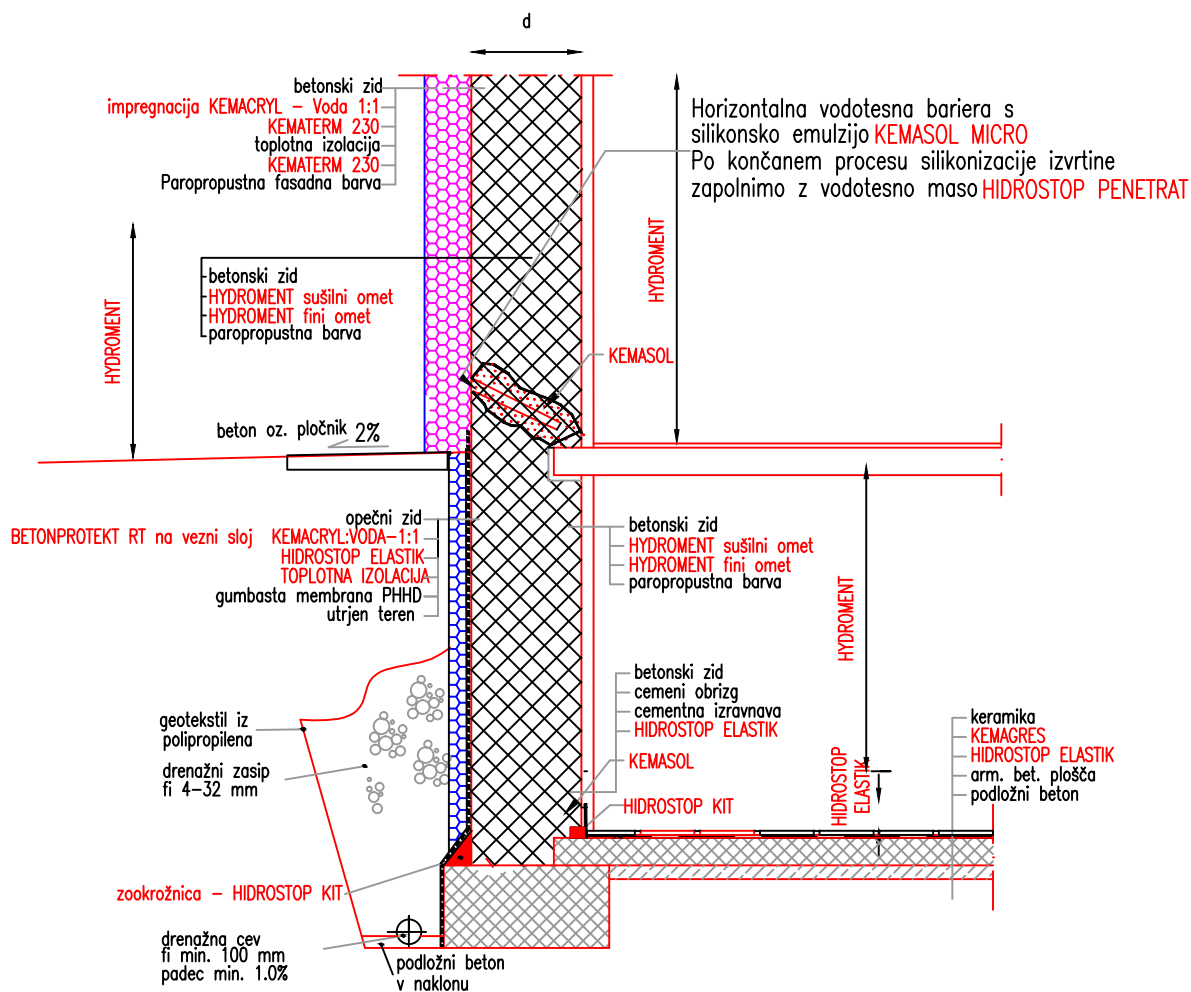 d
betonski zid
impregnacija KEMACRYL - Voda 1:1
KEMATERM 230
toplotna izolacija
KEMATERM 230
Paropropustna fasadna barva
Horizontalna vodotesna bariera s
silikonsko emulzijo KEMASOL MICRO
Po končanem procesu silikonizacije izvrtine
zapolnimo z vodotesno maso HIDROSTOP PENETRAT
HYDROMENT
HYDROMENT
betonski zid
HYDROMENT sušilni omet
HYDROMENT fini omet
paropropustna barva
KEMASOL
beton oz. pločnik 2%
opečni zid
BETONPROTEKT RT na vezni sloj KEMACRYL:VODA-1:1
HIDROSTOP ELASTIK
TOPLOTNA IZOLACIJA
gumbasta membrana PHHD
utrjen teren
betonski zid
HYDROMENT sušilni omet
HYDROMENT fini omet
paropropustna barva
HYDROMENT
betonski zid
cemeni obrizg
cementna izravnava
HIDROSTOP ELASTIK
KEMASOL
HIDROSTOP KIT
HIDROSTOP
ELASTIK
keramika
KEMAGRES
HIDROSTOP ELASTIK
arm. bet. plošča
podložni beton
geotekstil iz
polipropilena
drenažni zasip
fi 4-32 mm
zookrožnica - HIDROSTOP KIT
drenažna cev
fi min. 100 mm
padec min. 1.0%
podložni beton
v naklonu